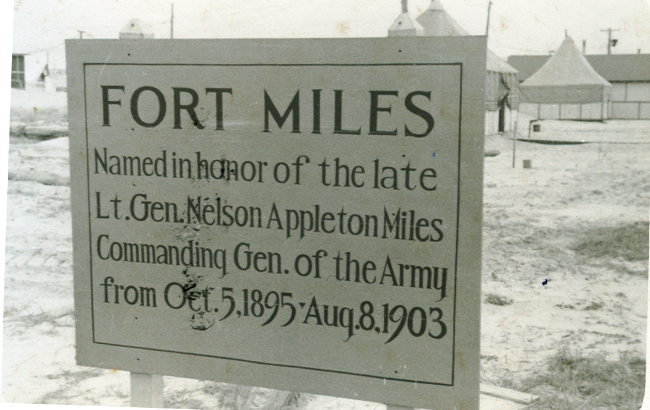 FORT MILES
Named in honor of the late
Lt. Gen. Nelson Appleton Miles
Commanding Gen. of the Army
from Oct. 5, 1895 - Aug. 8, 1903